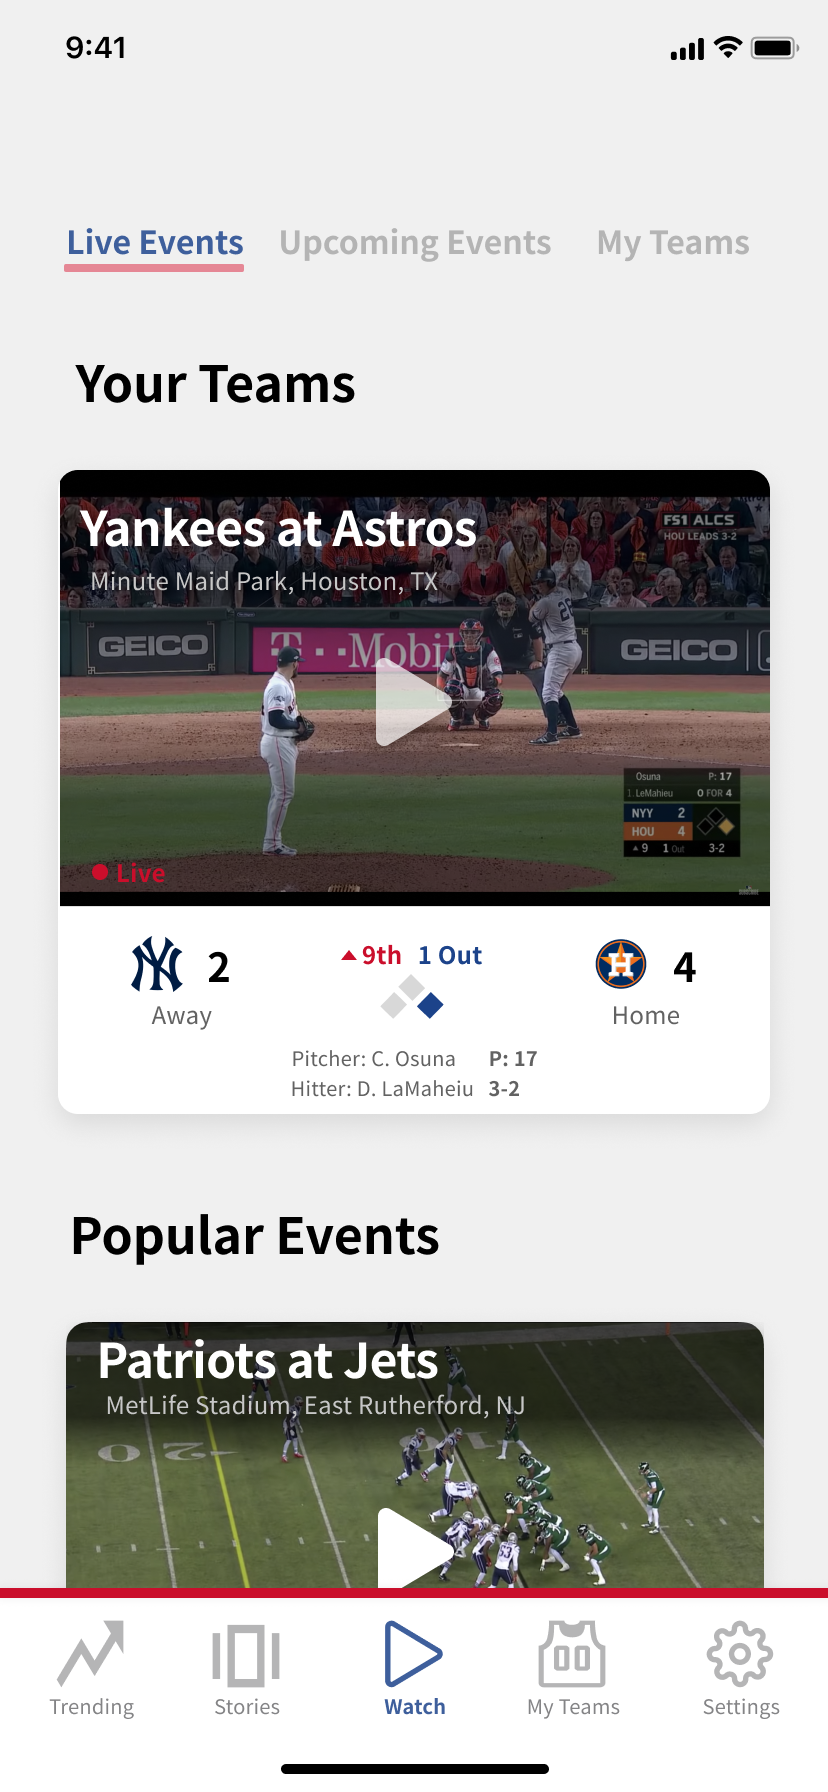 9:41
Live Events Upcoming Events My Teams
Your Teams
Yankees at Astros
FS1 ALCS
HOU LEADS 3-2
Minute Maid Park, Houston, TX
GEICO
T··Mobil
GEICO
26
Osuna P: 17
1. LeMahieu 0 FOR 4
NYY 2
HOU 4
▲ 9 1 Out 3-2
Live
NY 2
▲ 9th 1 Out
H 4
Away
Home
Pitcher: C. Osuna P: 17
Hitter: D. LaMaheiu 3-2
Popular Events
Patriots at Jets
MetLife Stadium, East Rutherford, NJ
Trending Stories Watch My Teams Settings